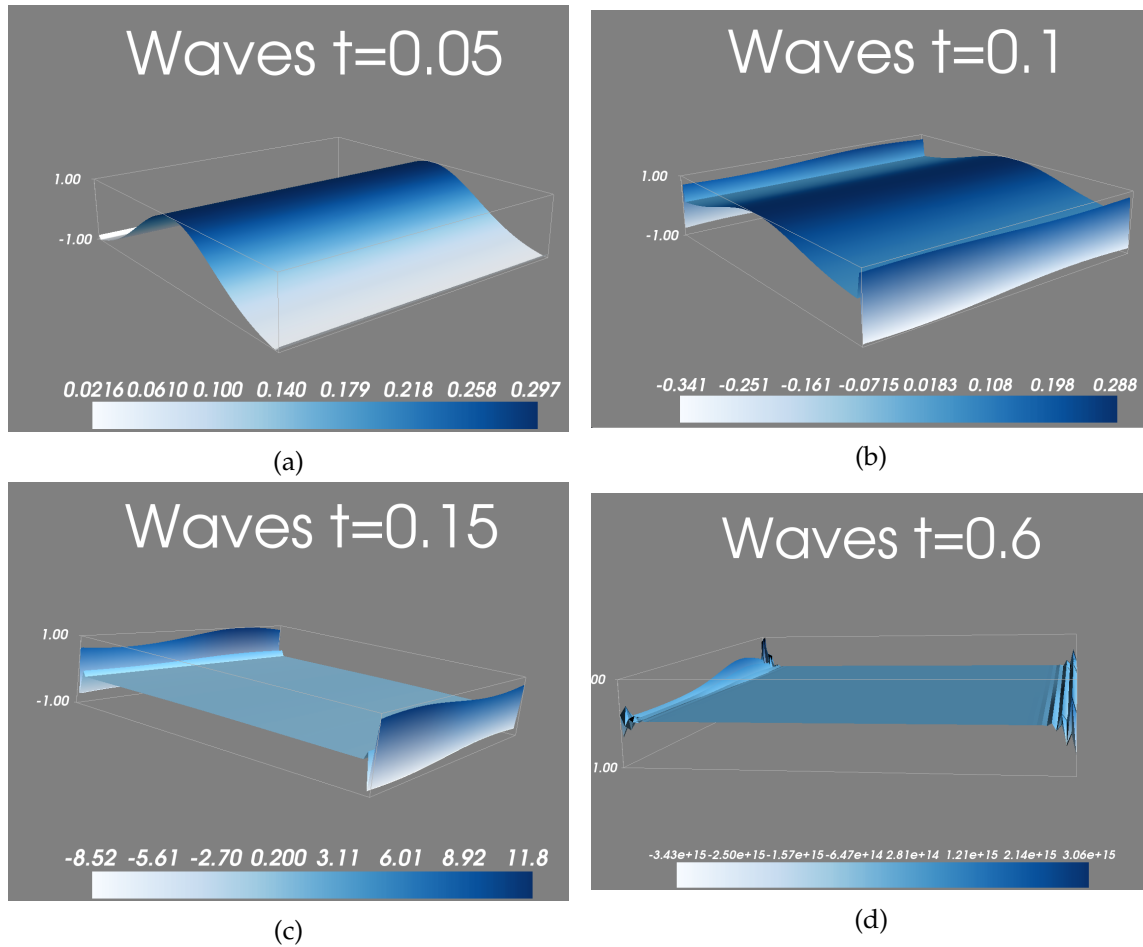 Waves t=0.05
1.00
-1.00
0.0216 0.0610 0.100 0.140 0.179 0.218 0.258 0.297
(a)
Waves t=0.1
1.00
-1.00
-0.341 -0.251 -0.161 -0.0715 0.0183 0.108 0.198 0.288
(b)
Waves t=0.15
1.00
-1.00
-8.52 -5.61 -2.70 0.200 3.11 6.01 8.92 11.8
(c)
Waves t=0.6
00
1.00
-3.43e+15 -2.50e+15 -1.57e+15 -6.47e+14 2.81e+14 1.21e+15 2.14e+15 3.06e+15
(d)